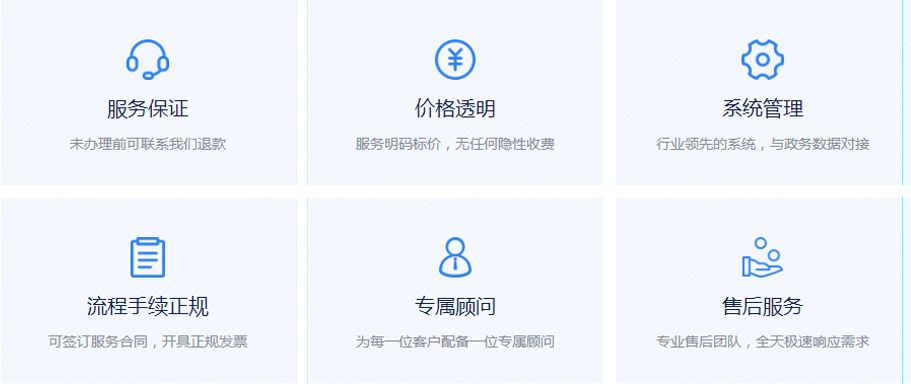 服务保证
未办理前可联系我们退款
价格透明
服务明码标价，无任何隐性收费
系统管理
行业领先的系统，与政务数据对接
流程手续正规
可签订服务合同，开具正规发票
专属顾问
为每一位客户配备一位专属顾问
售后服务
专业售后团队，全天极速响应需求